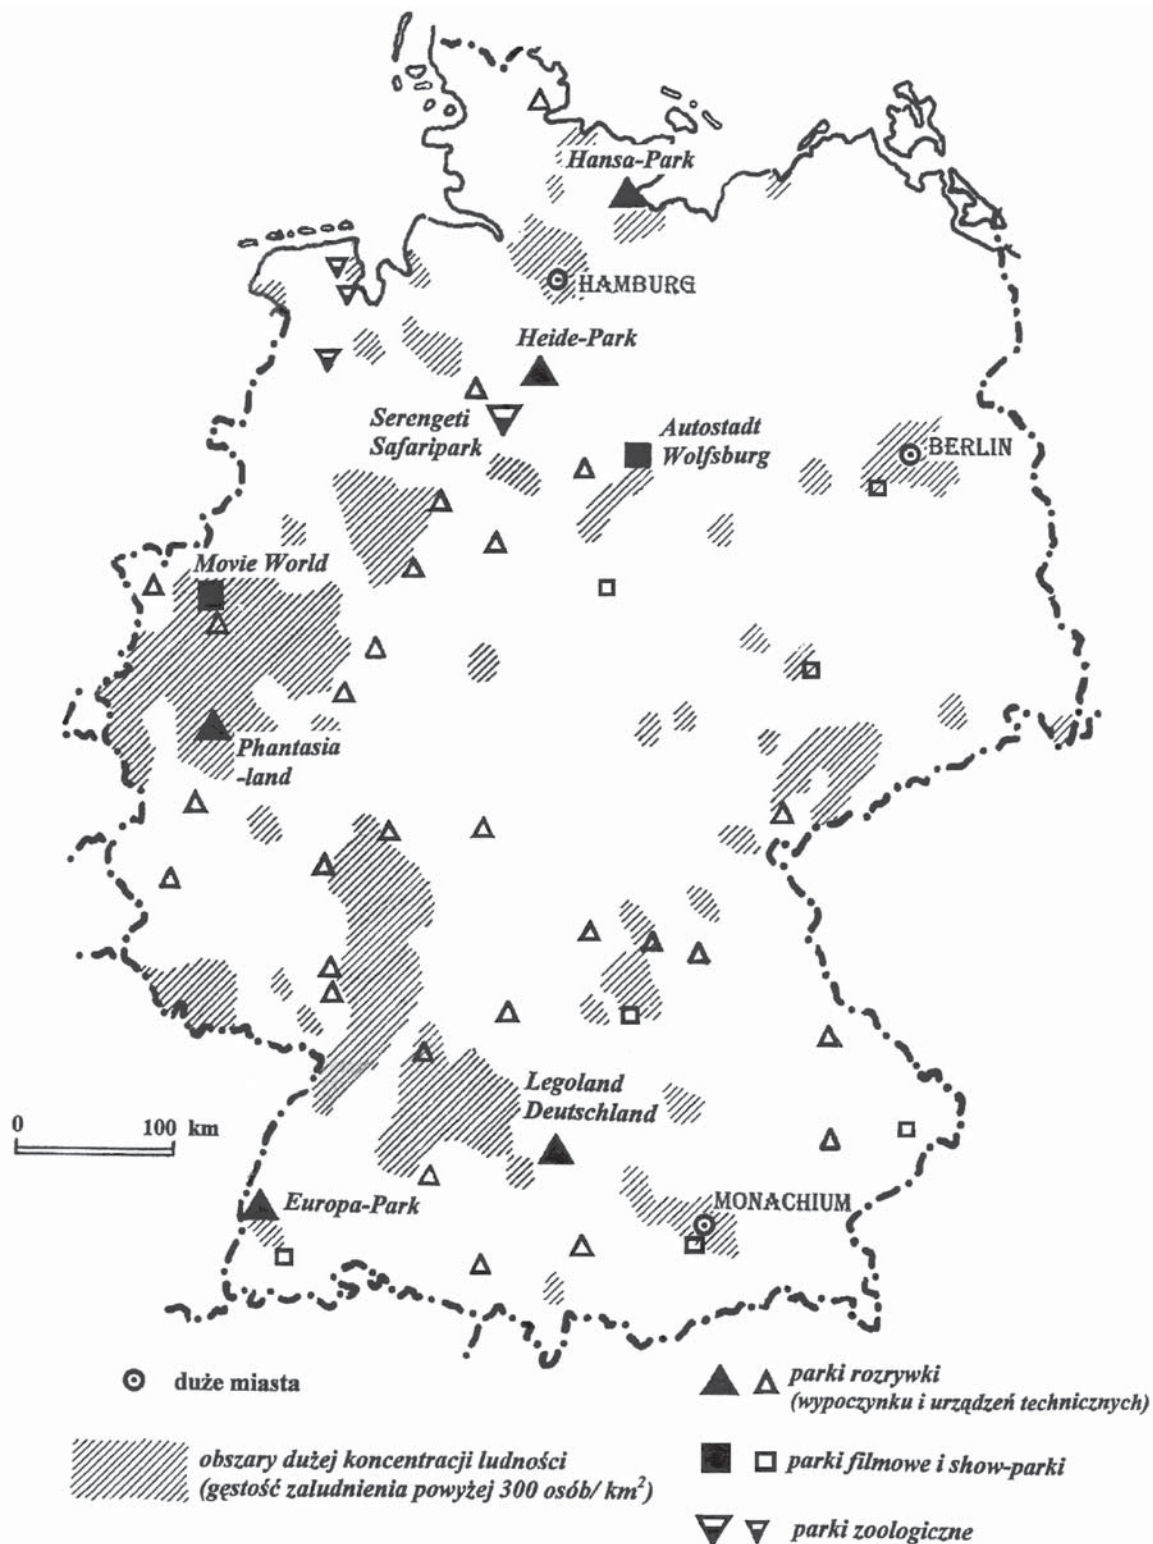 Hansa-Park
HAMBURG
Heide-Park
Serengeti
Safaripark
Autostadt
Wolfsburg
BERLIN
Movie World
Phantasia
-land
Legoland
Deutschland
0 100 km
MONACHIUM
Europa-Park
duże miasta
obszary dużej koncentracji ludności
(gęstość zaludnienia powyżej 300 osób/ km²)
parki rozrywki
(wypoczynku i urządzeń technicznych)
parki filmowe i show-parki
parki zoologiczne